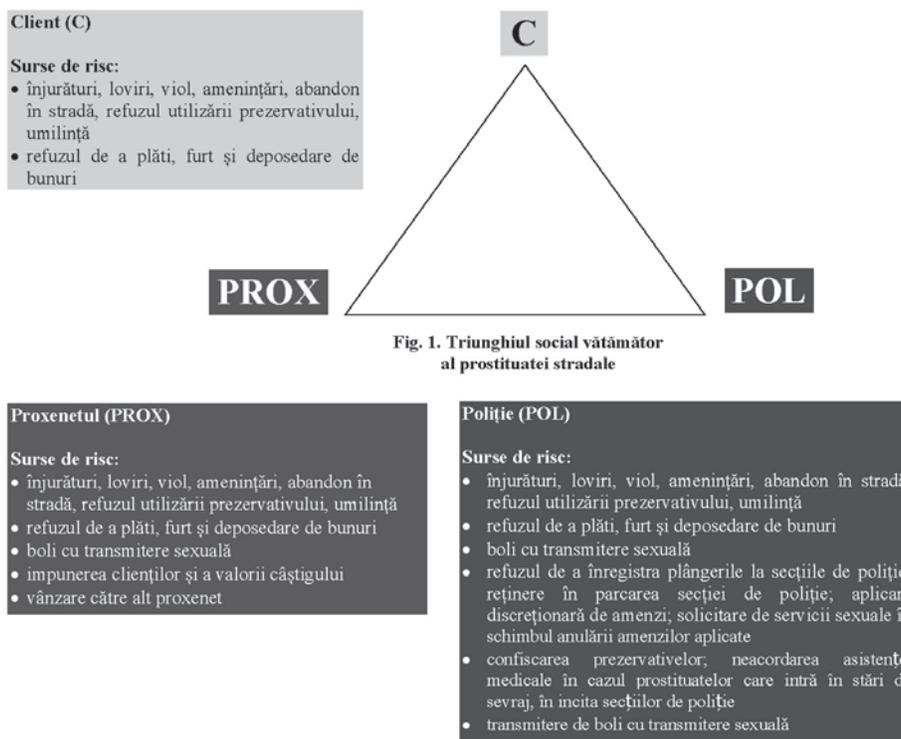 Client (C)
Surse de risc:
• înjurături, loviri, viol, amenințări, abandon
în stradă, refuzul utilizării prezervativului,
umilință
• refuzul de a plăti, furt și deposedare de
bunuri
C
PROX
POL
Fig. 1. Triunghiul social vătămător
al prostituatei stradale
Proxenetul (PROX)
Surse de risc:
• înjurături, loviri, viol, amenințări, abandon în
stradă, refuzul utilizării prezervativului, umilință
• refuzul de a plăti, furt și deposedare de bunuri
• boli cu transmitere sexuală
• impunerea clienților și a valorii câștigului
• vânzare către alt proxenet
Poliție (POL)
Surse de risc:
• înjurături, loviri, viol, amenințări, abandon în stradă
refuzul utilizării prezervativului, umilință
• refuzul de a plăti, furt și deposedare de bunuri
• boli cu transmitere sexuală
• refuzul de a înregistra plângerile la secțiile de poliție
reținere în parcarea secției de poliție; aplicar
discreționară de amenzi; solicitare de servicii sexuale î
schimbul anulării amenzilor aplicate
• confiscarea prezervativelor; neacordarea asistenț
medicale în cazul prostituatelor care intră în stări d
sevraj, în incita secțiilor de poliție
• transmitere de boli cu transmitere sexuală